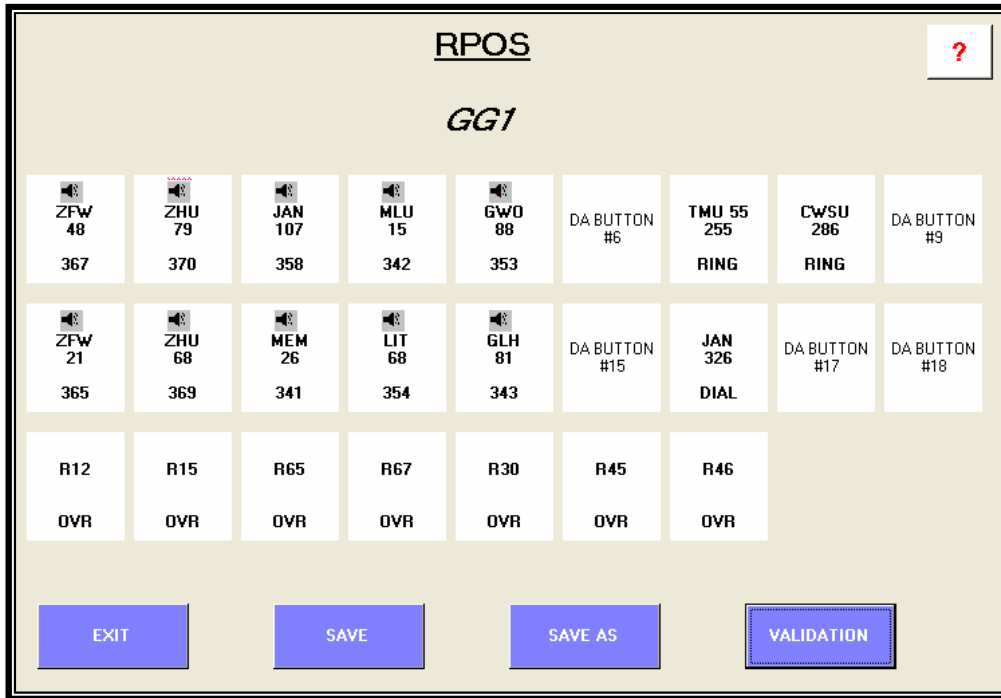 RPOS
?
GG1
ZFW
48
367
ZHU
79
370
JAN
107
358
MLU
15
342
GWO
88
353
DA BUTTON
#6
TMU 55
255
RING
CWSU
286
RING
DA BUTTON
#9
ZFW
21
365
ZHU
68
369
MEM
26
341
LIT
68
354
GLH
81
343
DA BUTTON
#15
JAN
326
DIAL
DA BUTTON
#17
DA BUTTON
#18
R12
OVR
R15
OVR
R65
OVR
R67
OVR
R30
OVR
R45
OVR
R46
OVR
EXIT
SAVE
SAVE AS
VALIDATION